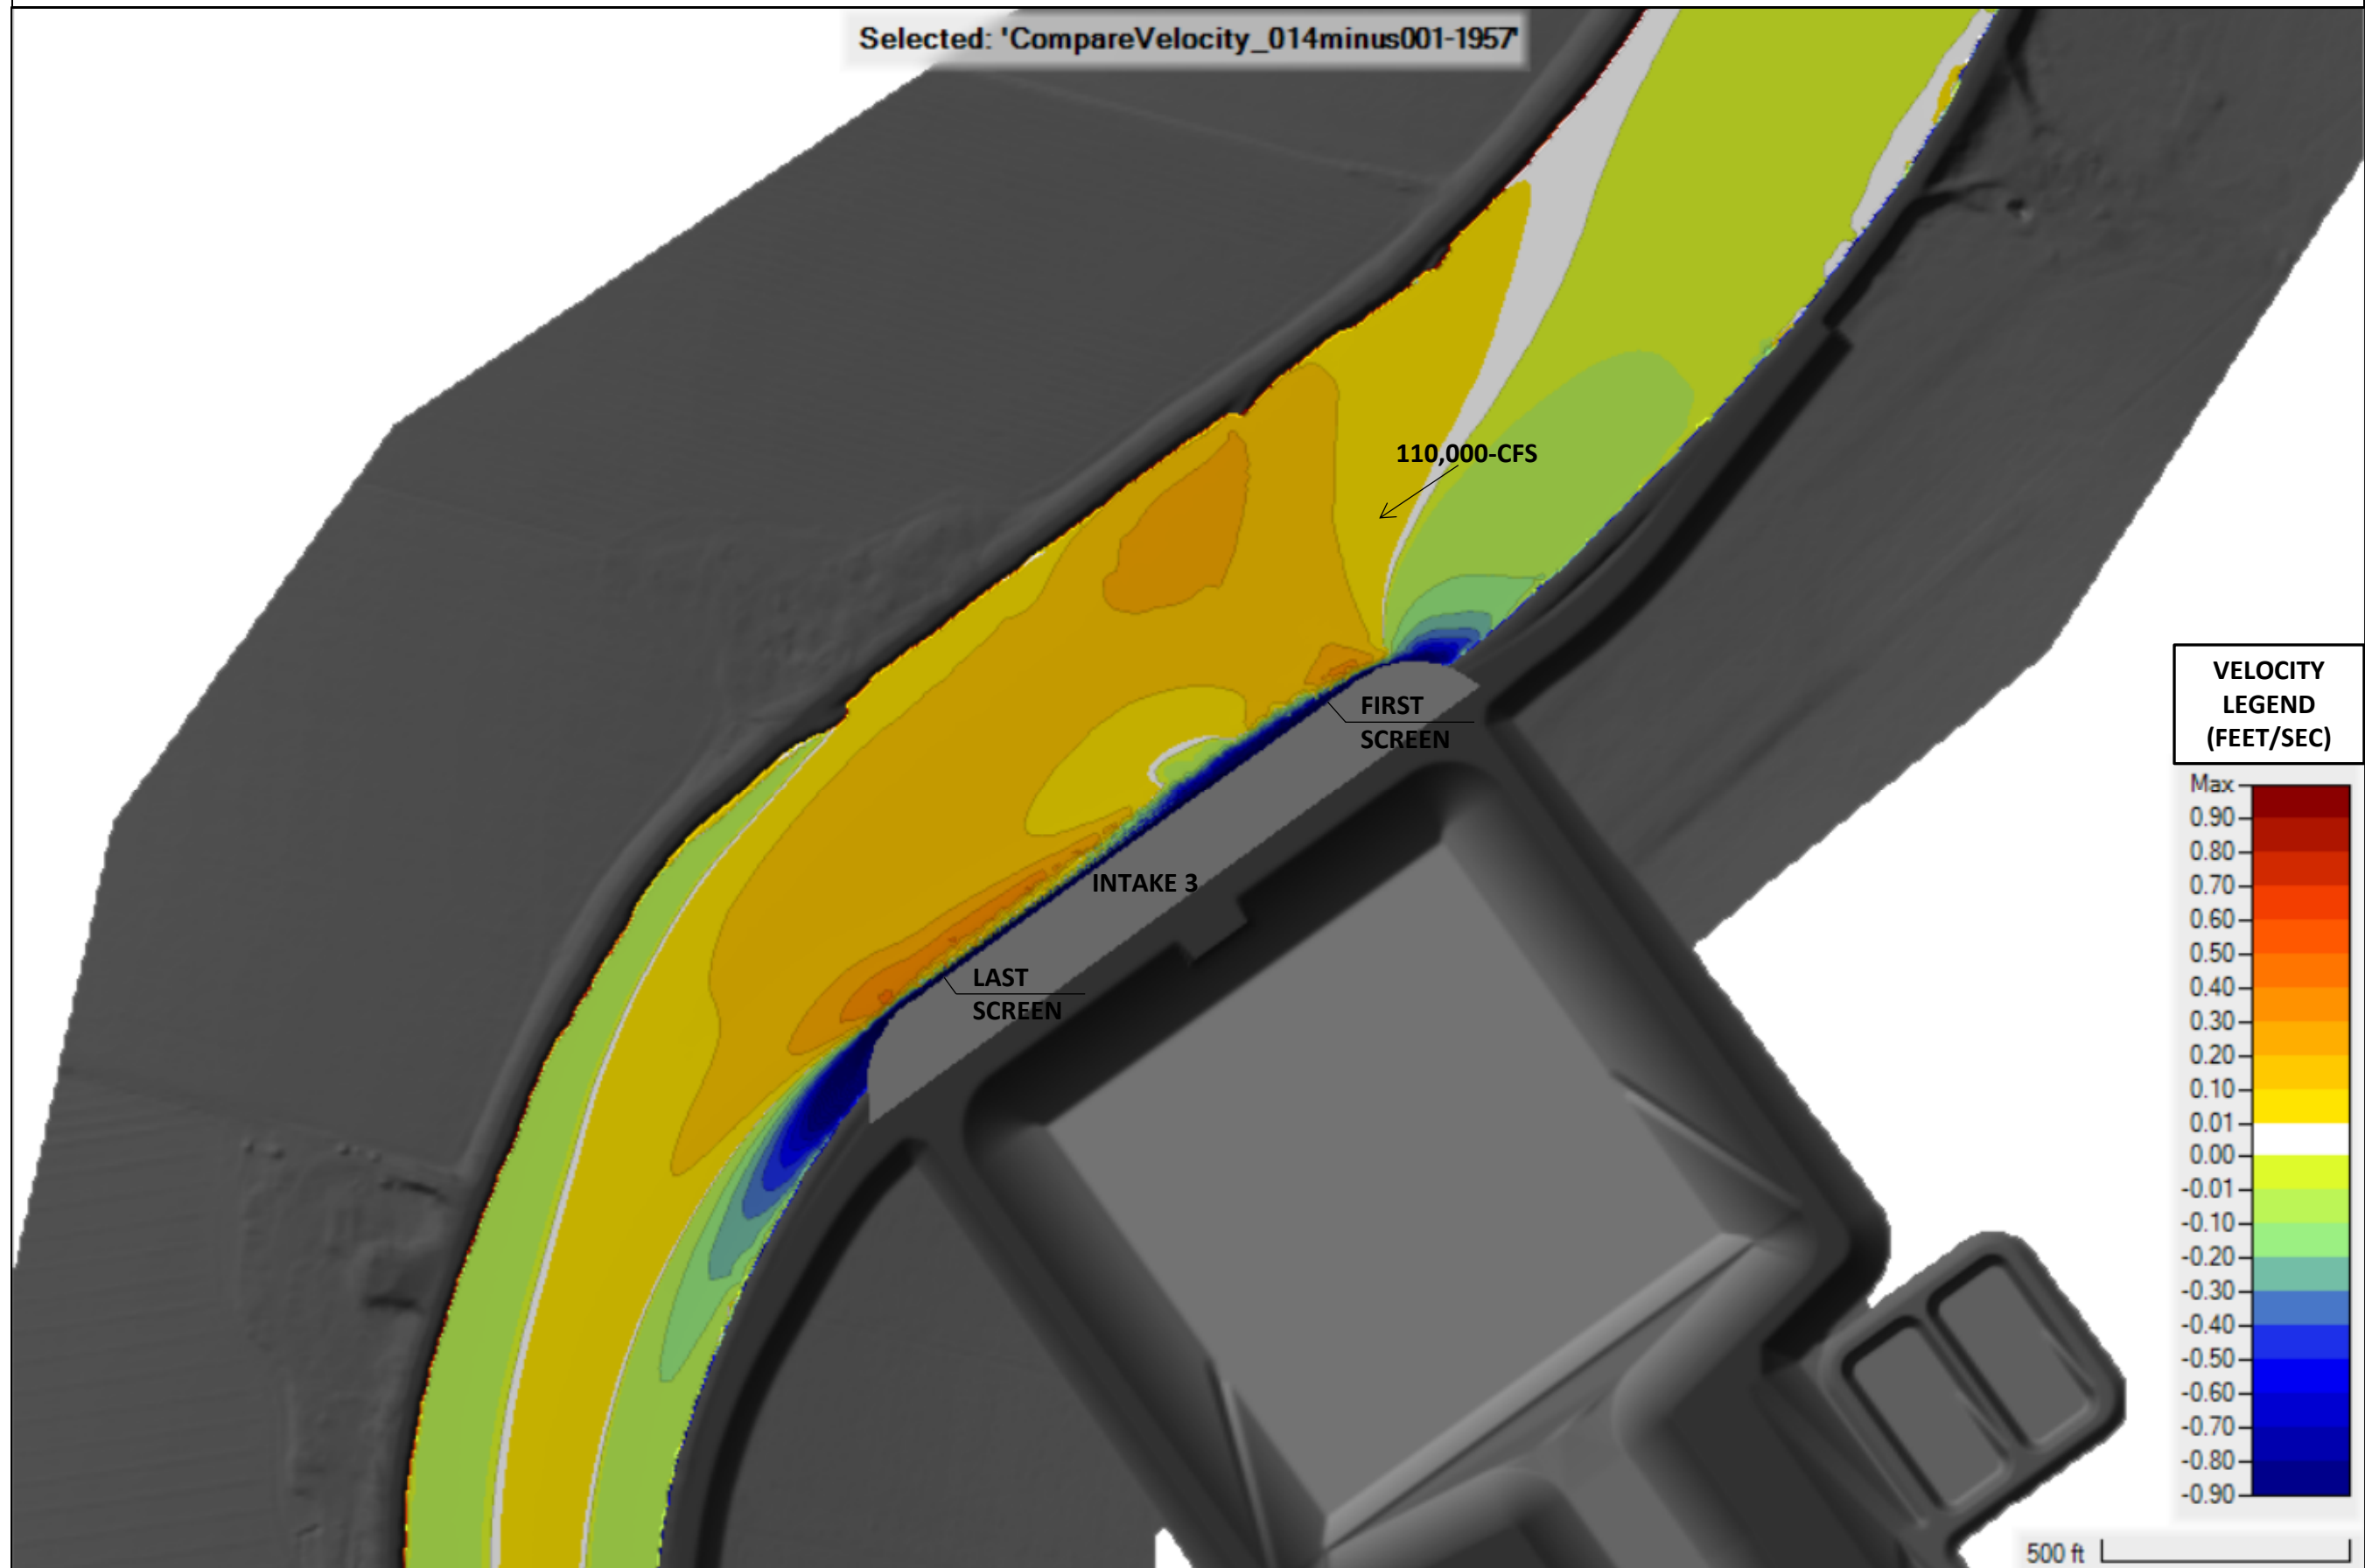 Selected: 'CompareVelocity_014minus001-1957'
110,000-CFS
FIRST
SCREEN
INTAKE 3
LAST
SCREEN
VELOCITY
LEGEND
(FEET/SEC)
Max
0.90
0.80
0.70
0.60
0.50
0.40
0.30
0.20
0.10
0.01
0.00
-0.01
-0.10
-0.20
-0.30
-0.40
-0.50
-0.60
-0.70
-0.80
-0.90
500 ft